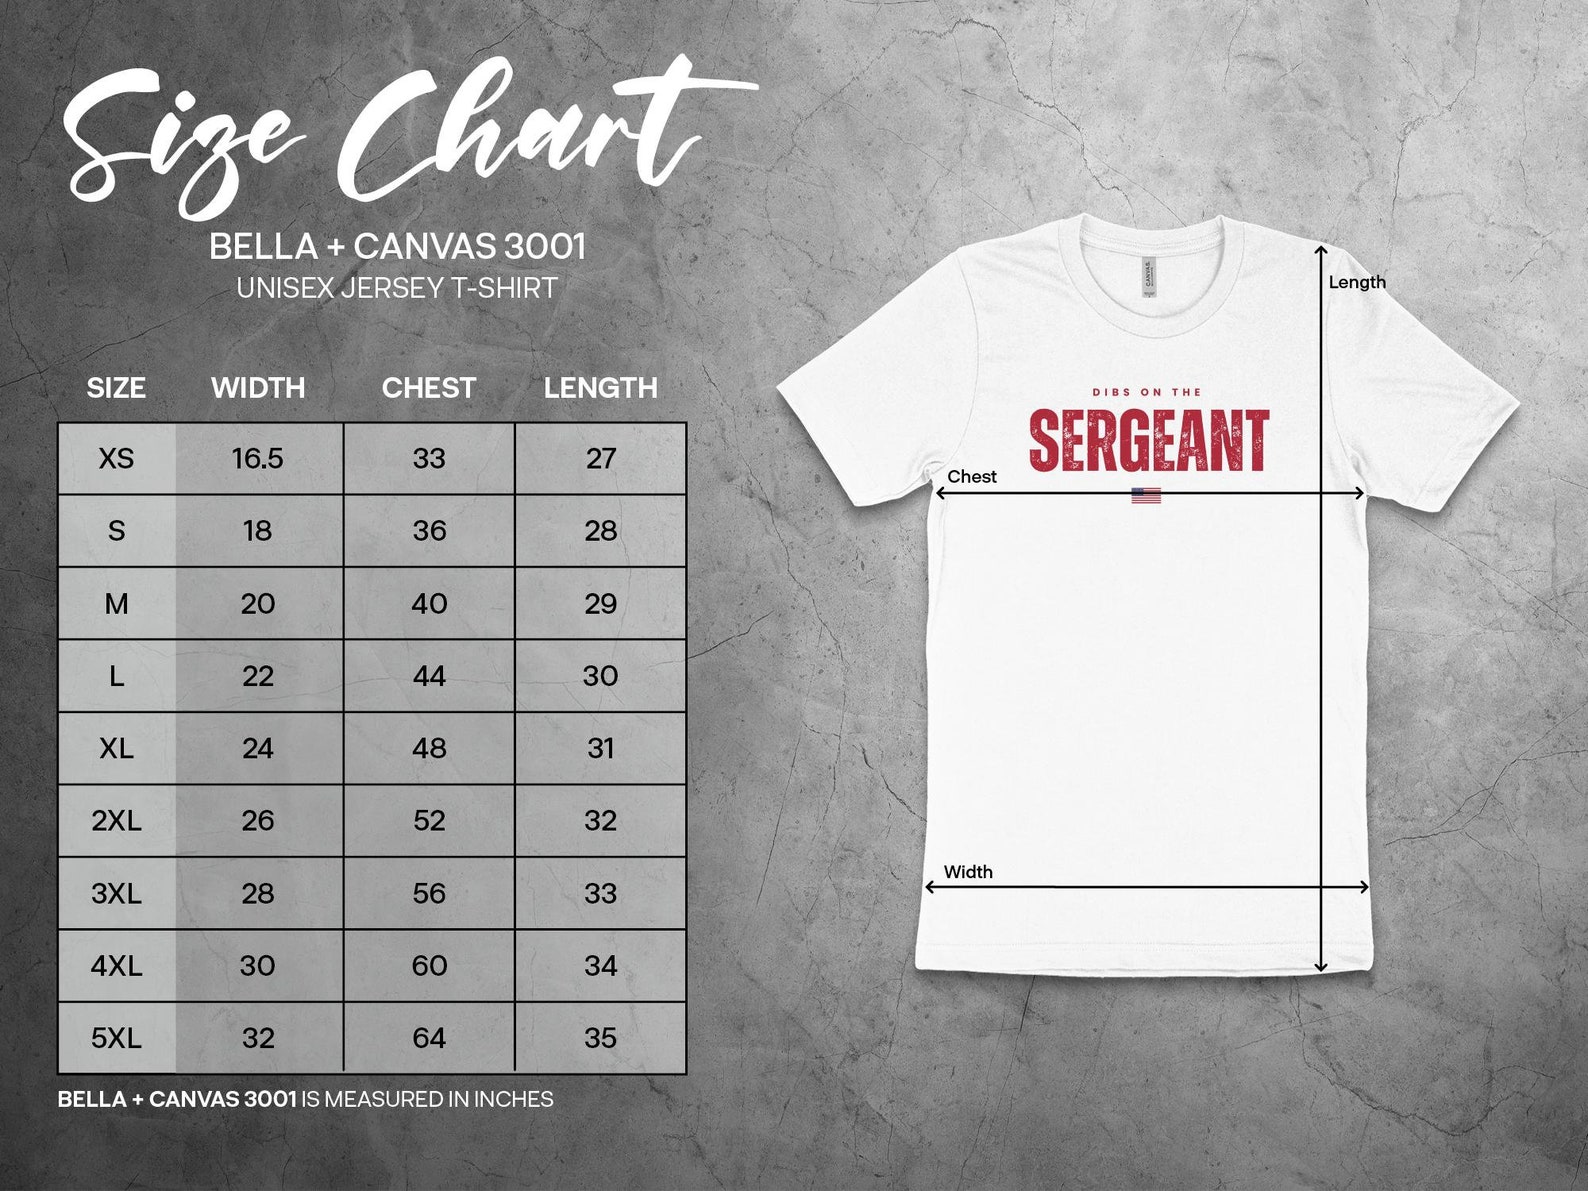 Size Chart
BELLA + CANVAS 3001
UNISEX JERSEY T-SHIRT
SIZE WIDTH CHEST LENGTH
XS 16.5 33 27
S 18 36 28
M 20 40 29
L 22 44 30
XL 24 48 31
2XL 26 52 32
3XL 28 56 33
4XL 30 60 34
5XL 32 64 35
BELLA + CANVAS 3001 IS MEASURED IN INCHES
CANVAS
Length
DIBS ON THE
SERGEANT
Chest
Width